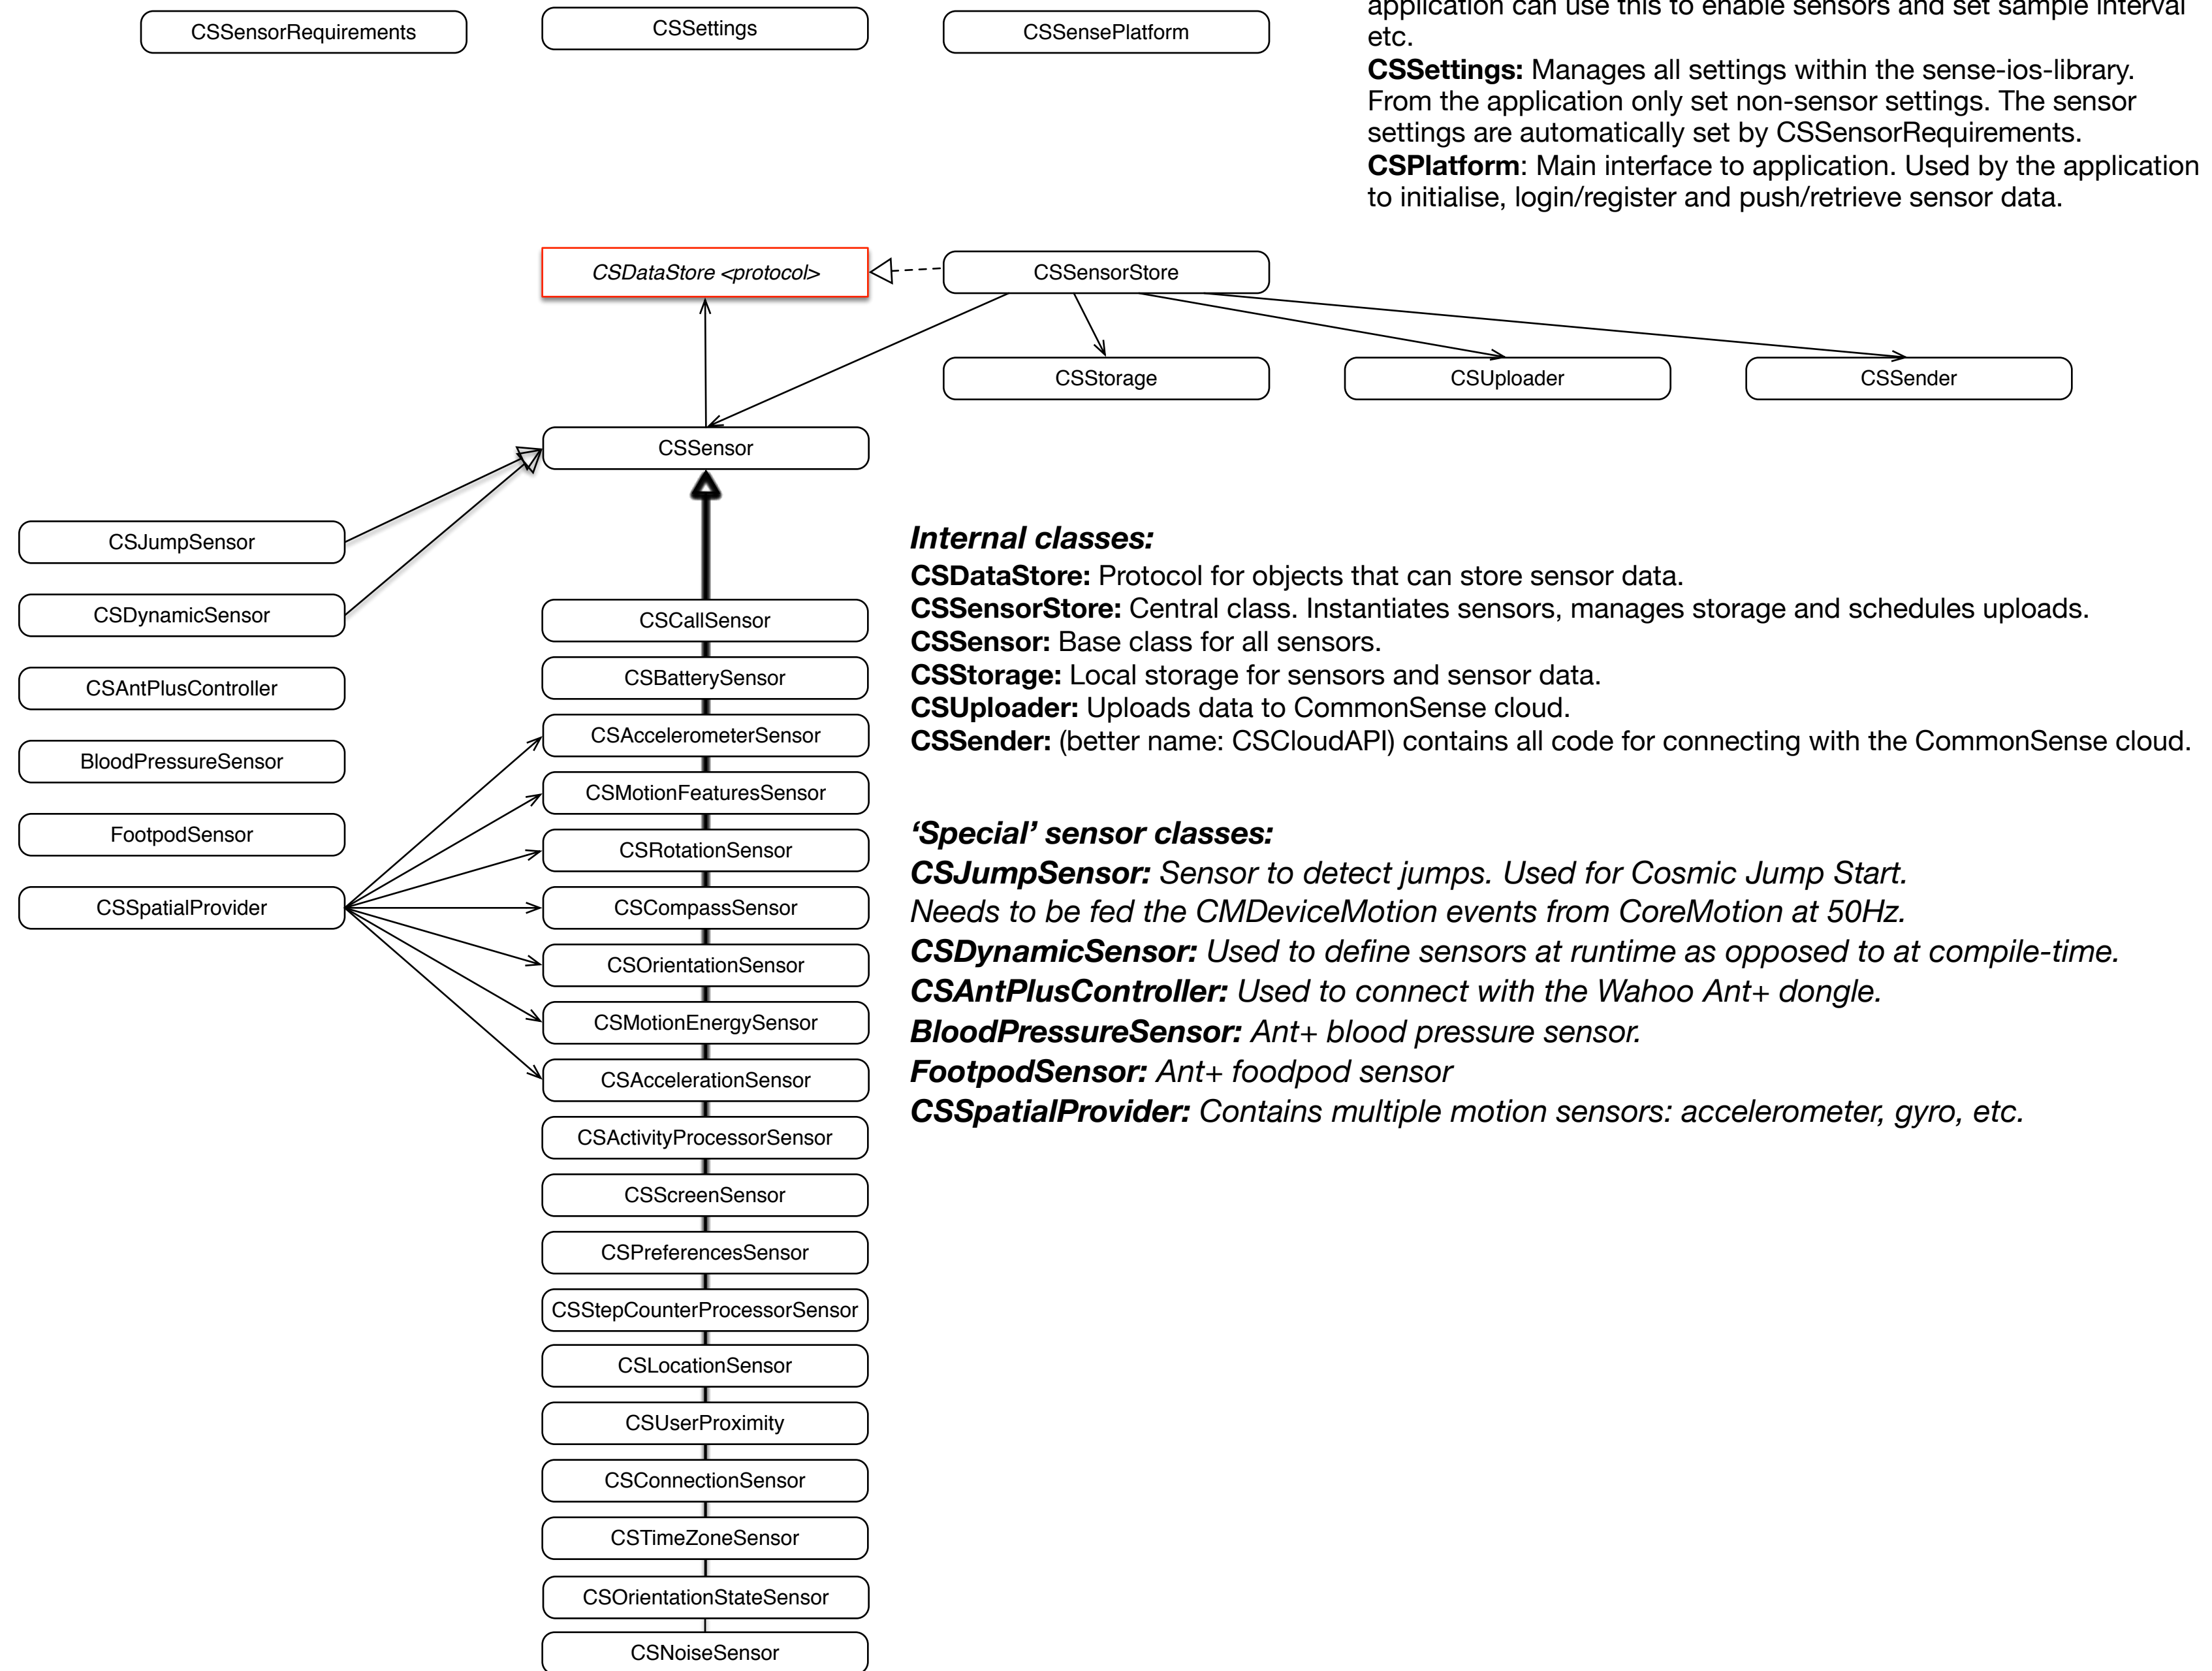 application can use this to enable sensors and set sample interval
etc.
CSSettings: Manages all settings within the sense-ios-library.
From the application only set non-sensor settings. The sensor
settings are automatically set by CSSensorRequirements.
CSPlatform: Main interface to application. Used by the application
to initialise, login/register and push/retrieve sensor data.
CSSensorRequirements
CSSettings
CSSensePlatform
CSDataStore <protocol>
CSSensorStore
CSStorage
CSUploader
CSSender
CSSensor
CSJumpSensor
CSDynamicSensor
CSAntPlusController
BloodPressureSensor
FootpodSensor
CSSpatialProvider
CSCallSensor
CSBatterySensor
CSAccelerometerSensor
CSMotionFeaturesSensor
CSRotationSensor
CSCompassSensor
CSOrientationSensor
CSMotionEnergySensor
CSAccelerationSensor
CSActivityProcessorSensor
CSScreenSensor
CSPreferencesSensor
CSStepCounterProcessorSensor
CSLocationSensor
CSUserProximity
CSConnectionSensor
CSTimeZoneSensor
CSOrientationStateSensor
CSNoiseSensor
Internal classes:
CSDataStore: Protocol for objects that can store sensor data.
CSSensorStore: Central class. Instantiates sensors, manages storage and schedules uploads.
CSSensor: Base class for all sensors.
CSStorage: Local storage for sensors and sensor data.
CSUploader: Uploads data to CommonSense cloud.
CSSender: (better name: CSCloudAPI) contains all code for connecting with the CommonSense cloud.
‘Special’ sensor classes:
CSJumpSensor: Sensor to detect jumps. Used for Cosmic Jump Start.
Needs to be fed the CMDeviceMotion events from CoreMotion at 50Hz.
CSDynamicSensor: Used to define sensors at runtime as opposed to at compile-time.
CSAntPlusController: Used to connect with the Wahoo Ant+ dongle.
BloodPressureSensor: Ant+ blood pressure sensor.
FootpodSensor: Ant+ foodpod sensor
CSSpatialProvider: Contains multiple motion sensors: accelerometer, gyro, etc.